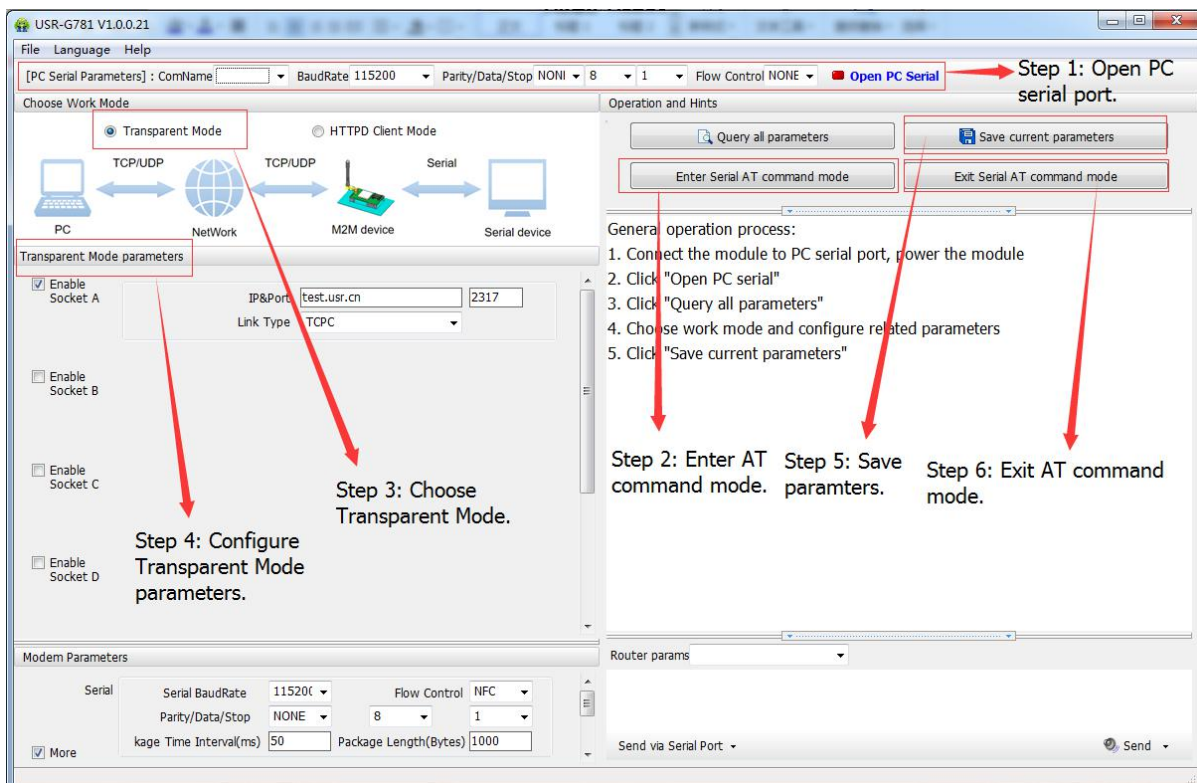 USR-G781 V1.0.0.21
File Language Help
[PC Serial Parameters] : ComName BaudRate 115200 Parity/Data/Stop NONI 8 1 Flow Control NONE Open PC Serial
Step 1: Open PC
serial port.
Choose Work Mode
Transparent Mode HTTPD Client Mode
TCP/UDP TCP/UDP Serial
PC NetWork M2M device Serial device
Transparent Mode parameters
Enable
Socket A
IP&Port test.usr.cn 2317
Link Type TCPC
Enable
Socket B
Enable
Socket C
Enable
Socket D
Step 3: Choose
Transparent Mode.
Step 4: Configure
Transparent Mode
parameters.
Modem Parameters
Serial
Serial BaudRate 11520( Flow Control NFC
Parity/Data/Stop NONE 8 1
kage Time Interval(ms) 50 Package Length(Bytes) 1000
More
Operation and Hints
Query all parameters Save current parameters
Enter Serial AT command mode Exit Serial AT command mode
General operation process:
1. Connect the module to PC serial port, power the module
2. Click "Open PC serial"
3. Click "Query all parameters"
4. Choose work mode and configure related parameters
5. Click "Save current parameters"
Step 2: Enter AT
command mode.
Step 5: Save
paramters.
Step 6: Exit AT command
mode.
Router params
Send via Serial Port Send